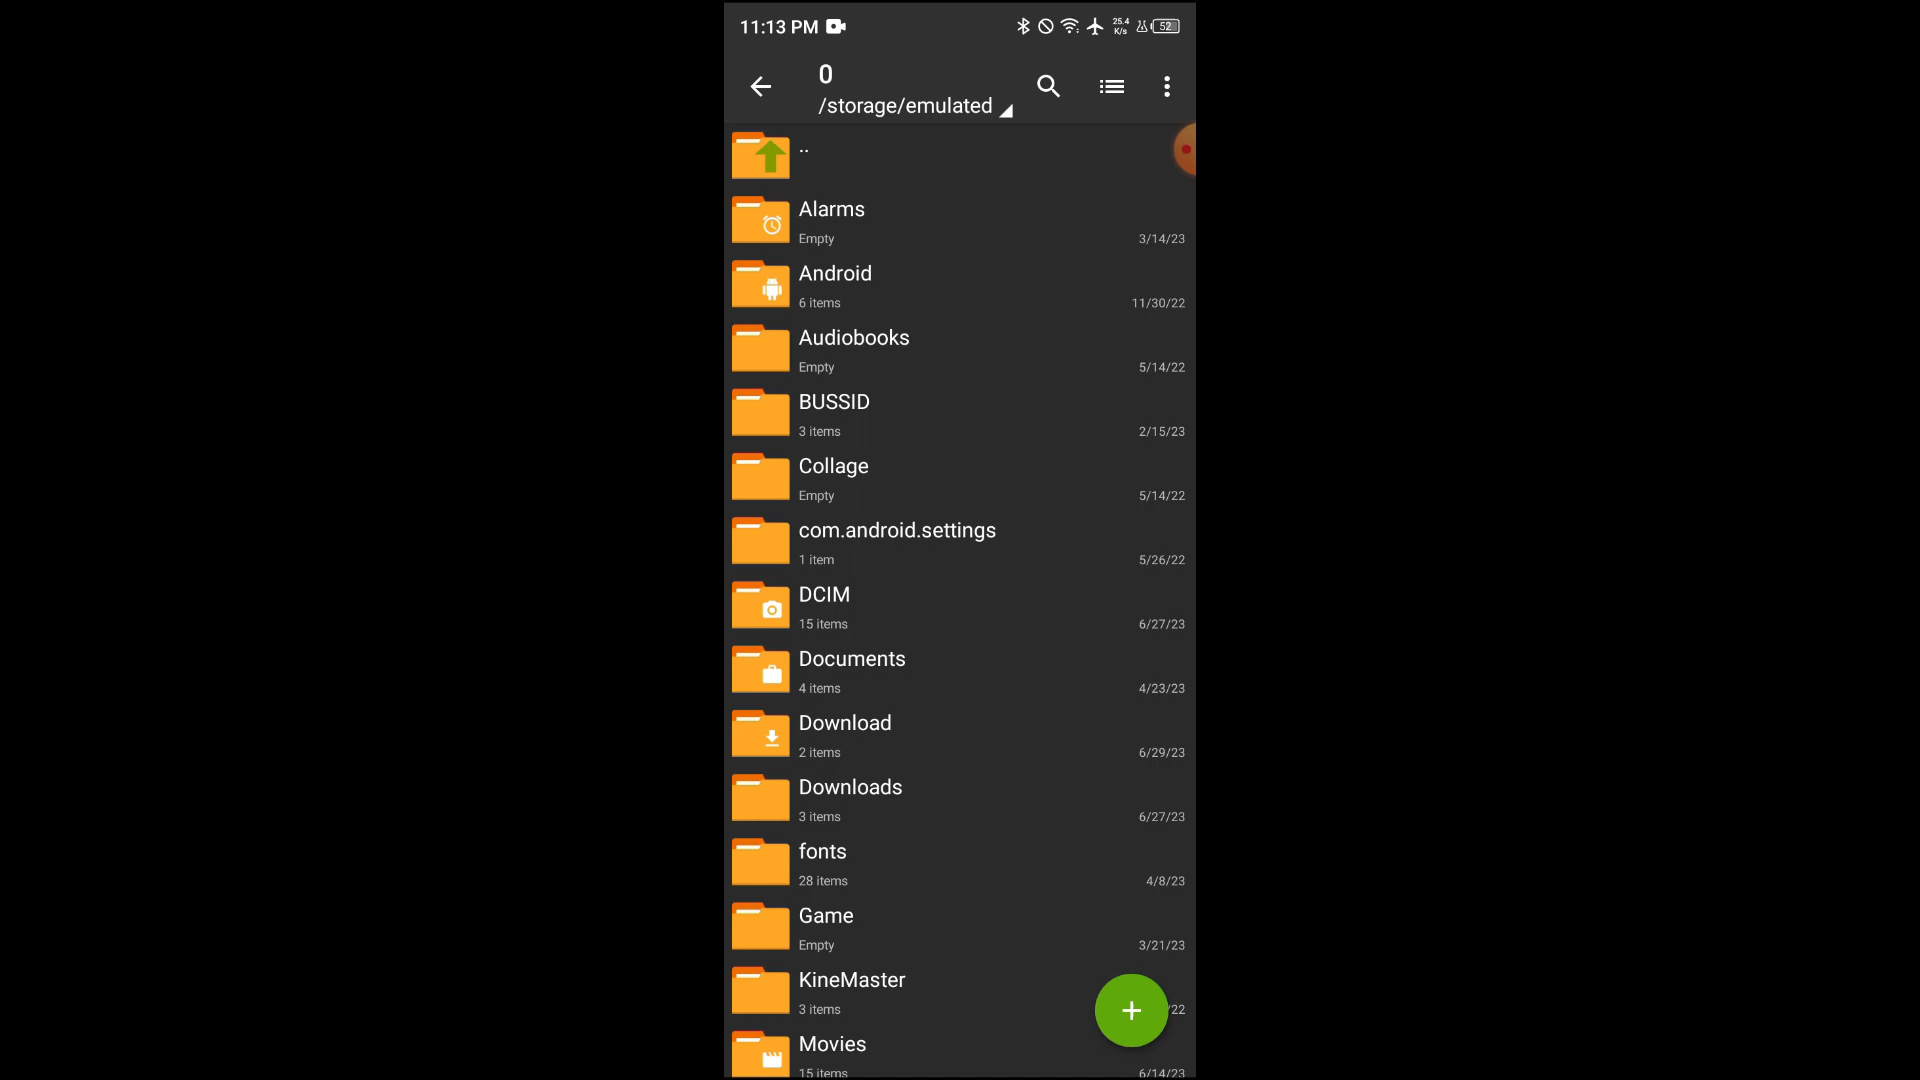 11:13 PM
25.4
K/s
52
0
/storage/emulated
..
Alarms
Empty 3/14/23
Android
6 items 11/30/22
Audiobooks
Empty 5/14/22
BUSSID
3 items 2/15/23
Collage
Empty 5/14/22
com.android.settings
1 item 5/26/22
DCIM
15 items 6/27/23
Documents
4 items 4/23/23
Download
2 items 6/29/23
Downloads
3 items 6/27/23
fonts
28 items 4/8/23
Game
Empty 3/21/23
KineMaster
3 items /22
Movies
15 items 6/14/23